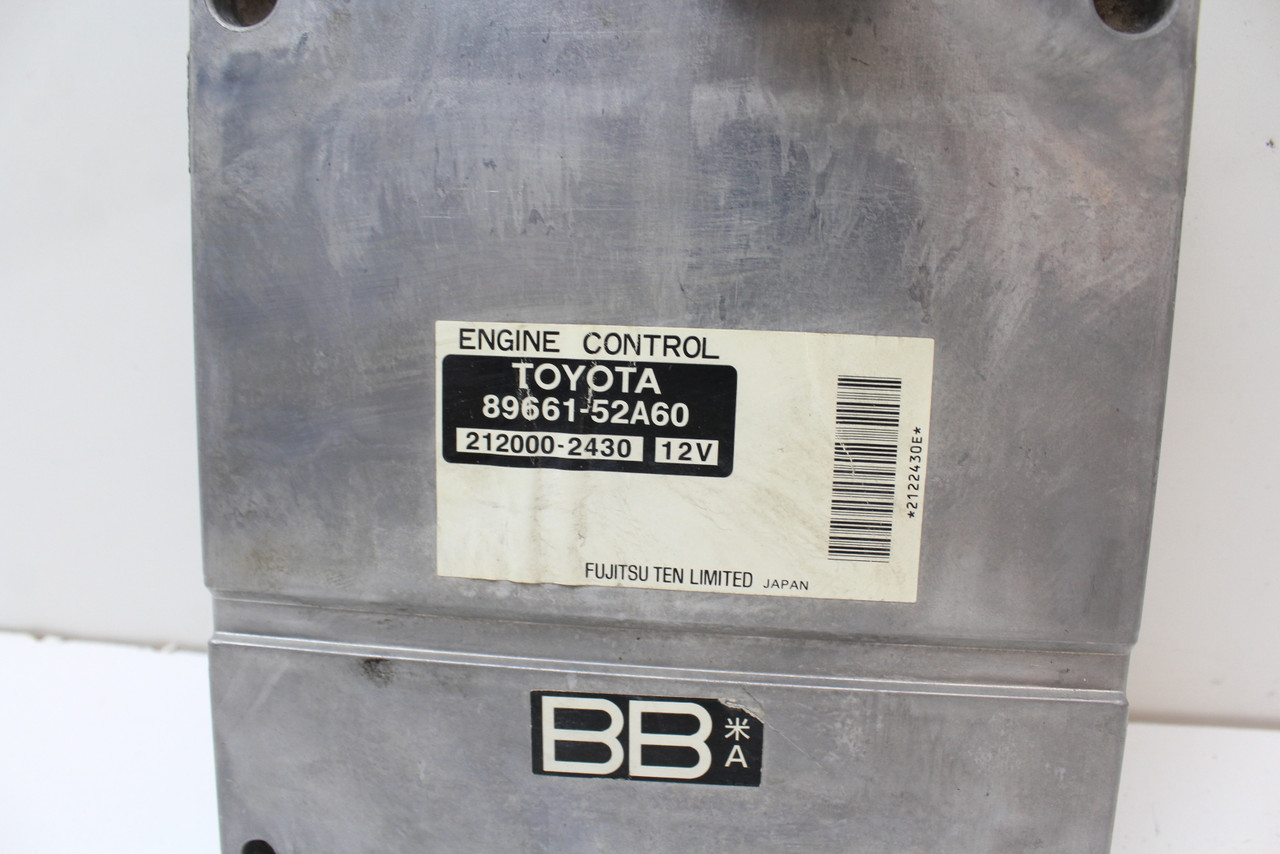 ENGINE CONTROL
TOYOTA
89661-52A60
212000-2430 12V
*2122430E*
FUJITSU TEN LIMITED JAPAN
BB 米
A